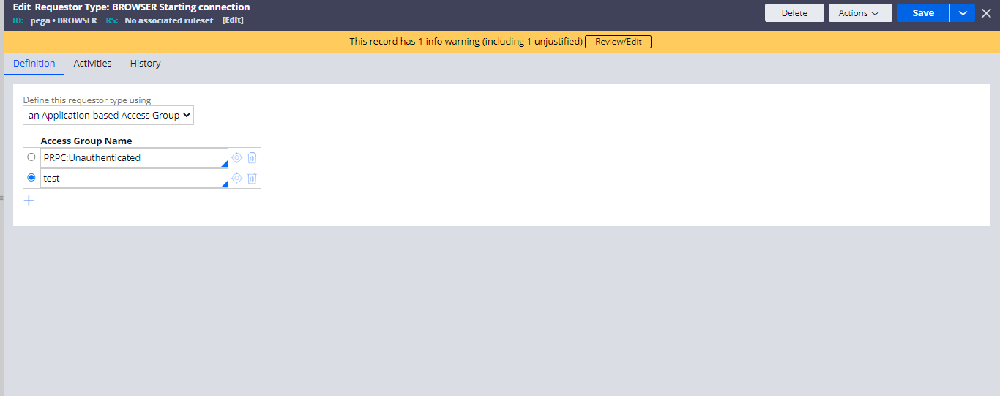 Edit Requestor Type: BROWSER Starting connection
ID: pega • BROWSER RS: No associated ruleset [Edit]
Delete
Actions
Save
This record has 1 info warning (including 1 unjustified) Review/Edit
Definition Activities History
Define this requestor type using
an Application-based Access Group
Access Group Name
PRPC:Unauthenticated
test